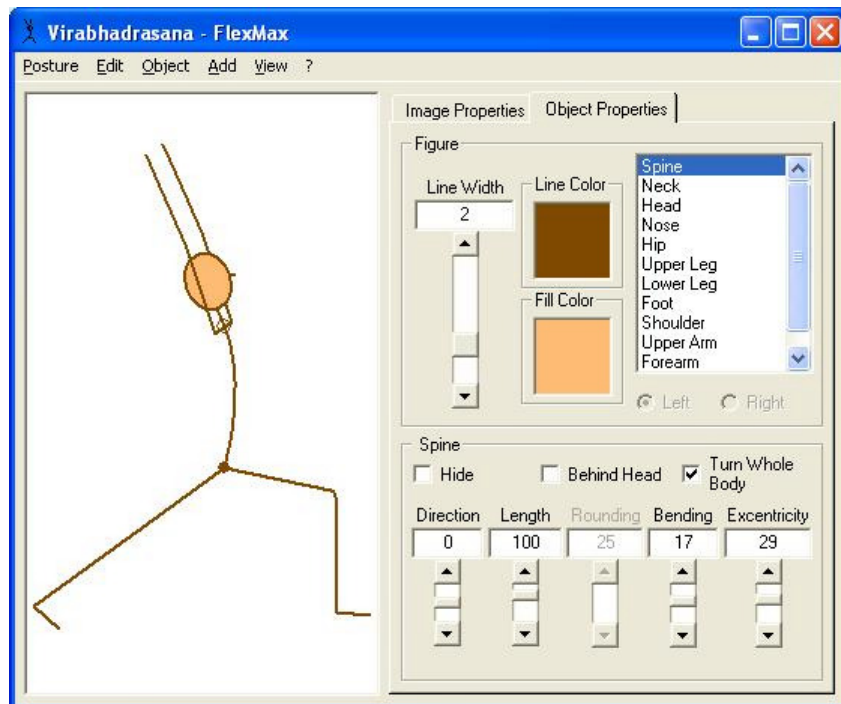 Virabhadrasana - FlexMax
Posture Edit Object Add View ?
Image Properties Object Properties
Figure
Line Width
2
Line Color
Fill Color
Spine
Neck
Head
Nose
Hip
Upper Leg
Lower Leg
Foot
Shoulder
Upper Arm
Forearm
Left Right
Spine
Hide Behind Head Turn Whole
Body
Direction Length Rounding Bending Excentricity
0 100 25 17 29